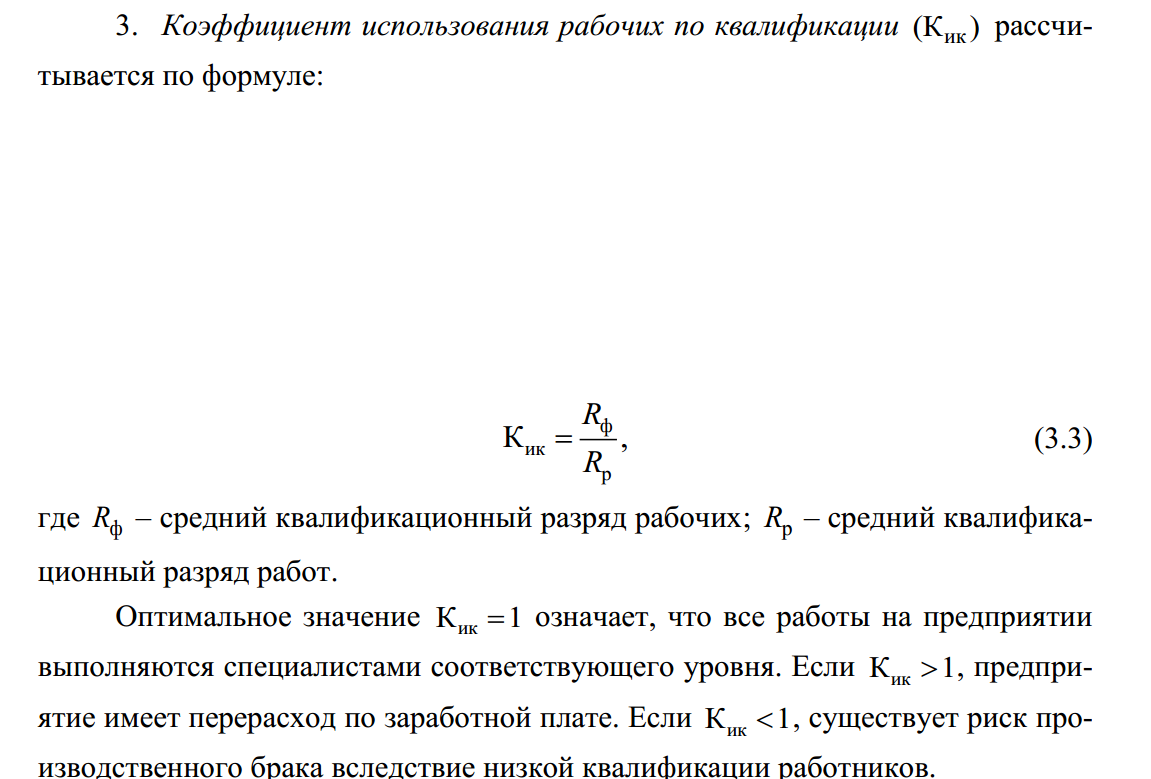 3. Коэффициент использования рабочих по квалификации (Кик) рассчи-
тывается по формуле:
Кик = Rф / Rр, (3.3)
где Rф – средний квалификационный разряд рабочих; Rр – средний квалифика-
ционный разряд работ.
Оптимальное значение Кик = 1 означает, что все работы на предприятии
выполняются специалистами соответствующего уровня. Если Кик > 1, предпри-
ятие имеет перерасход по заработной плате. Если Кик < 1, существует риск про-
изводственного брака вследствие низкой квалификации работников.